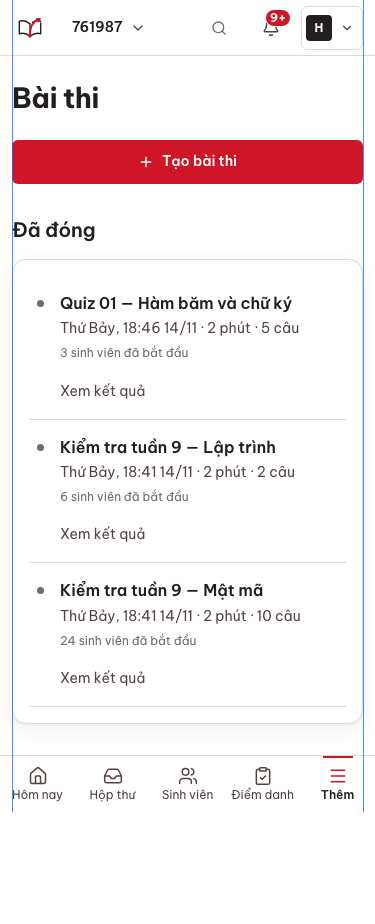 761987
9+
H
Bài thi
+ Tạo bài thi
Đã đóng
Quiz 01 — Hàm băm và chữ ký
Thứ Bảy, 18:46 14/11 · 2 phút · 5 câu
3 sinh viên đã bắt đầu
Xem kết quả
Kiểm tra tuần 9 — Lập trình
Thứ Bảy, 18:41 14/11 · 2 phút · 2 câu
6 sinh viên đã bắt đầu
Xem kết quả
Kiểm tra tuần 9 — Mật mã
Thứ Bảy, 18:41 14/11 · 2 phút · 10 câu
24 sinh viên đã bắt đầu
Xem kết quả
Hôm nay Hộp thư Sinh viên Điểm danh Thêm